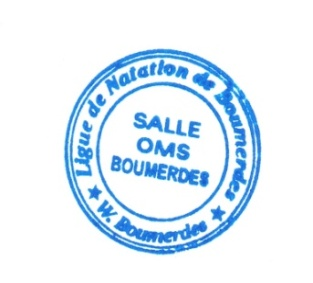 Ligue de Natation de Boumerdes
SALLE
OMS
BOUMERDES
★ W. Boumerdes ★